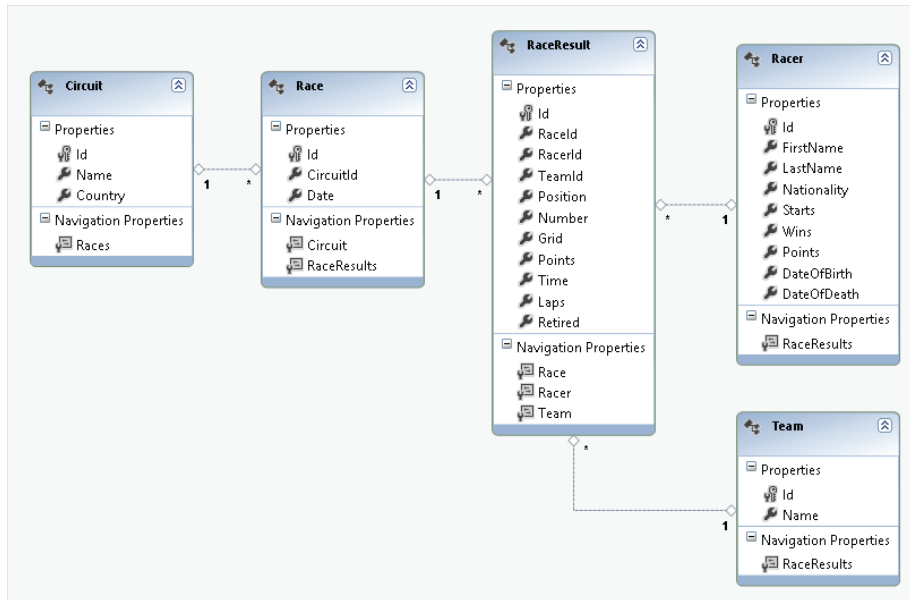 Circuit
Properties
Id
Name
Country
Navigation Properties
Races
1
*
Race
Properties
Id
CircuitId
Date
Navigation Properties
Circuit
RaceResults
1
*
RaceResult
Properties
Id
RaceId
RacerId
TeamId
Position
Number
Grid
Points
Time
Laps
Retired
Navigation Properties
Race
Racer
Team
*
1
Racer
Properties
Id
FirstName
LastName
Nationality
Starts
Wins
Points
DateOfBirth
DateOfDeath
Navigation Properties
RaceResults
*
1
Team
Properties
Id
Name
Navigation Properties
RaceResults